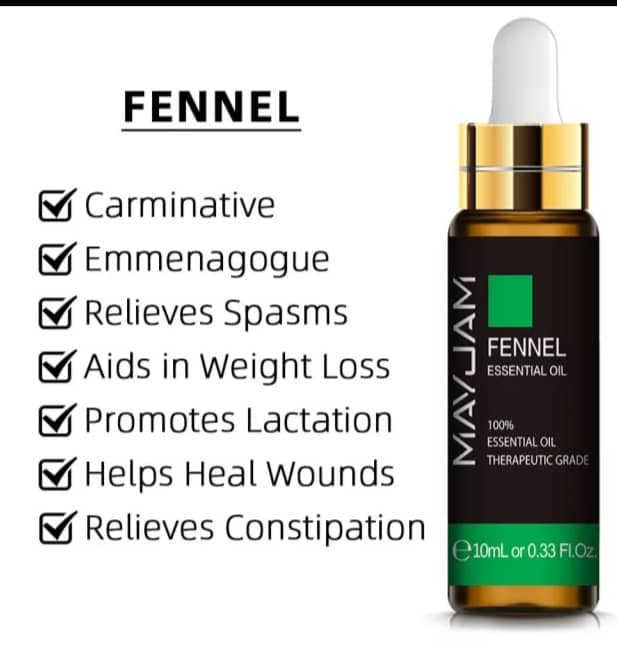 FENNEL
Carminative
Emmenagogue
Relieves Spasms
Aids in Weight Loss
Promotes Lactation
Helps Heal Wounds
Relieves Constipation
MAYJAM
FENNEL
ESSENTIAL OIL
100%
ESSENTIAL OIL
THERAPEUTIC GRADE
℮10mL or 0.33 Fl.Oz.